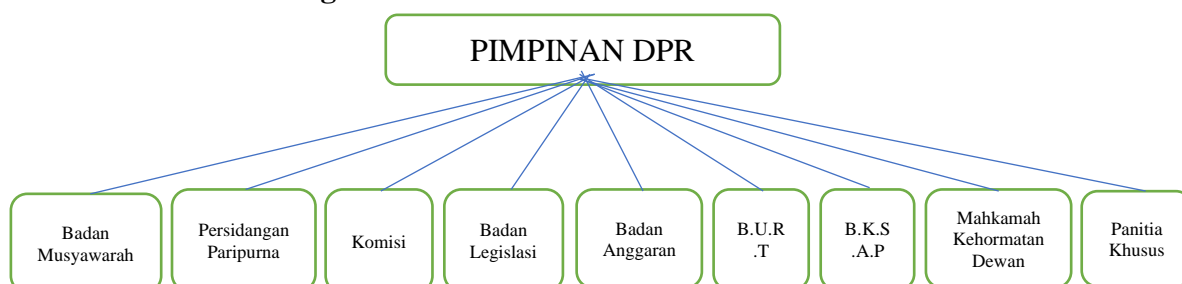 PIMPINAN DPR
Badan
Musyawarah
Persidangan
Paripurna
Komisi
Badan
Legislasi
Badan
Anggaran
B.U.R
.T
B.K.S
.A.P
Mahkamah
Kehormatan
Dewan
Panitia
Khusus